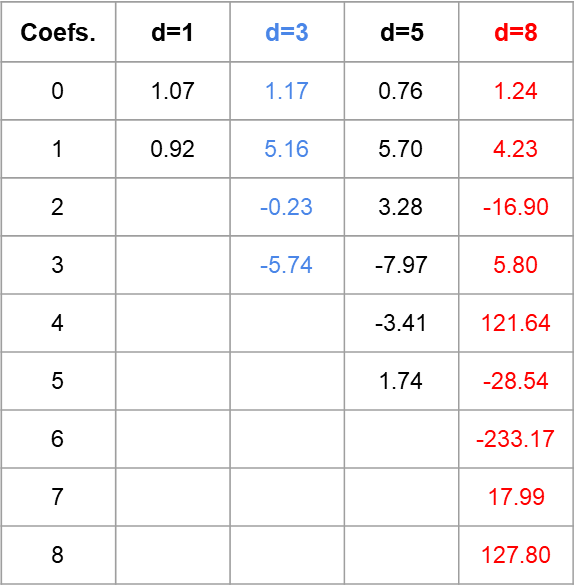 Coefs. d=1 d=3 d=5 d=8
0 1.07 1.17 0.76 1.24
1 0.92 5.16 5.70 4.23
2 -0.23 3.28 -16.90
3 -5.74 -7.97 5.80
4 -3.41 121.64
5 1.74 -28.54
6 -233.17
7 17.99
8 127.80